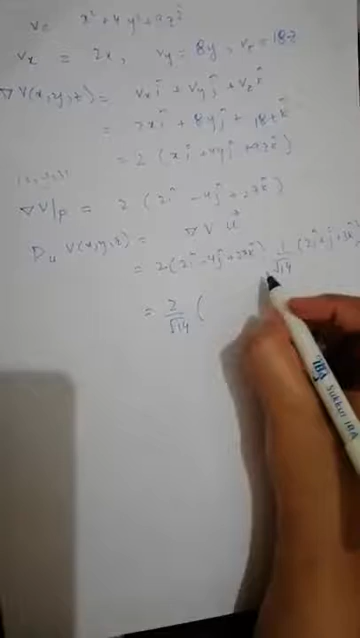 V= x² + 4y² + 9z²
Vx = 2x, Vy = 8y, Vz = 18z
∇V(x,y,z) = Vx î + Vy ĵ + Vz k̂
= 2x î + 8y ĵ + 18z k̂
= 2 (x î + 4y ĵ + 9z k̂)
∇V/p = 2 (2î - 4ĵ + 27k̂)
Du V(x,y,z) = ∇V û
= 2(2î - 4ĵ + 27k̂) 1/√14 (2î + ĵ + 3k̂)
= 2/√14 (
IBA Sukkur IBA